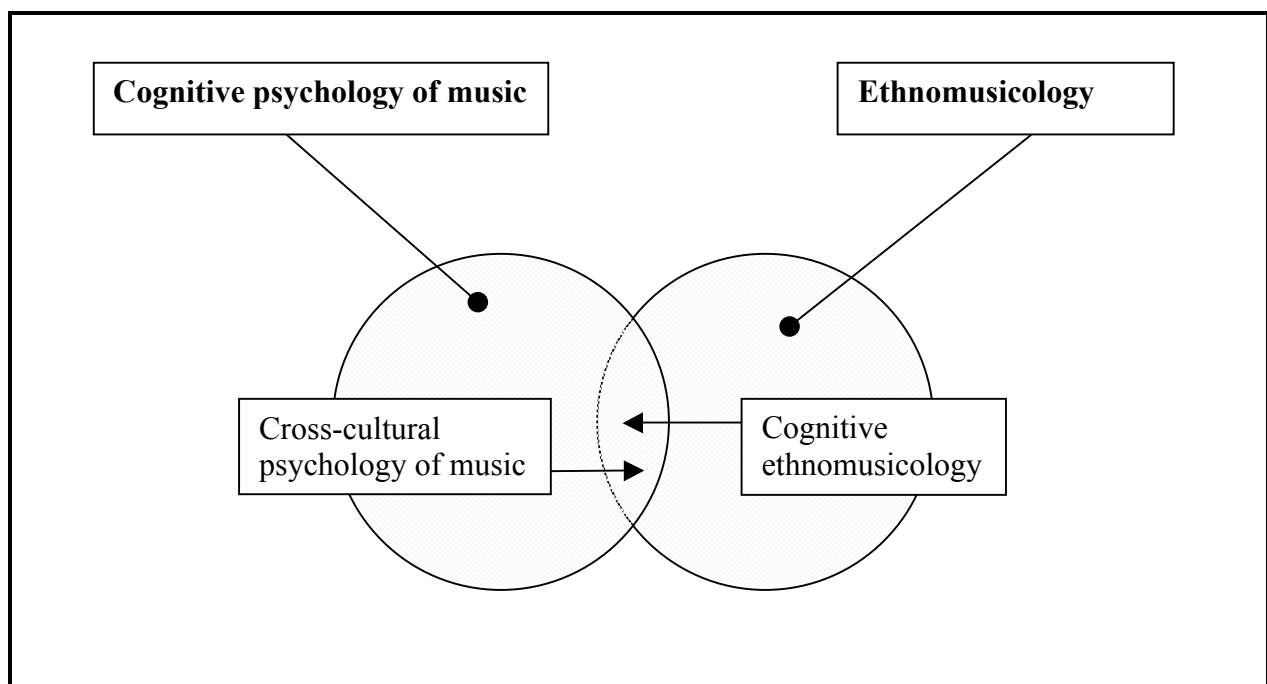 Cognitive psychology of music
Ethnomusicology
Cross-cultural
psychology of music
Cognitive
ethnomusicology